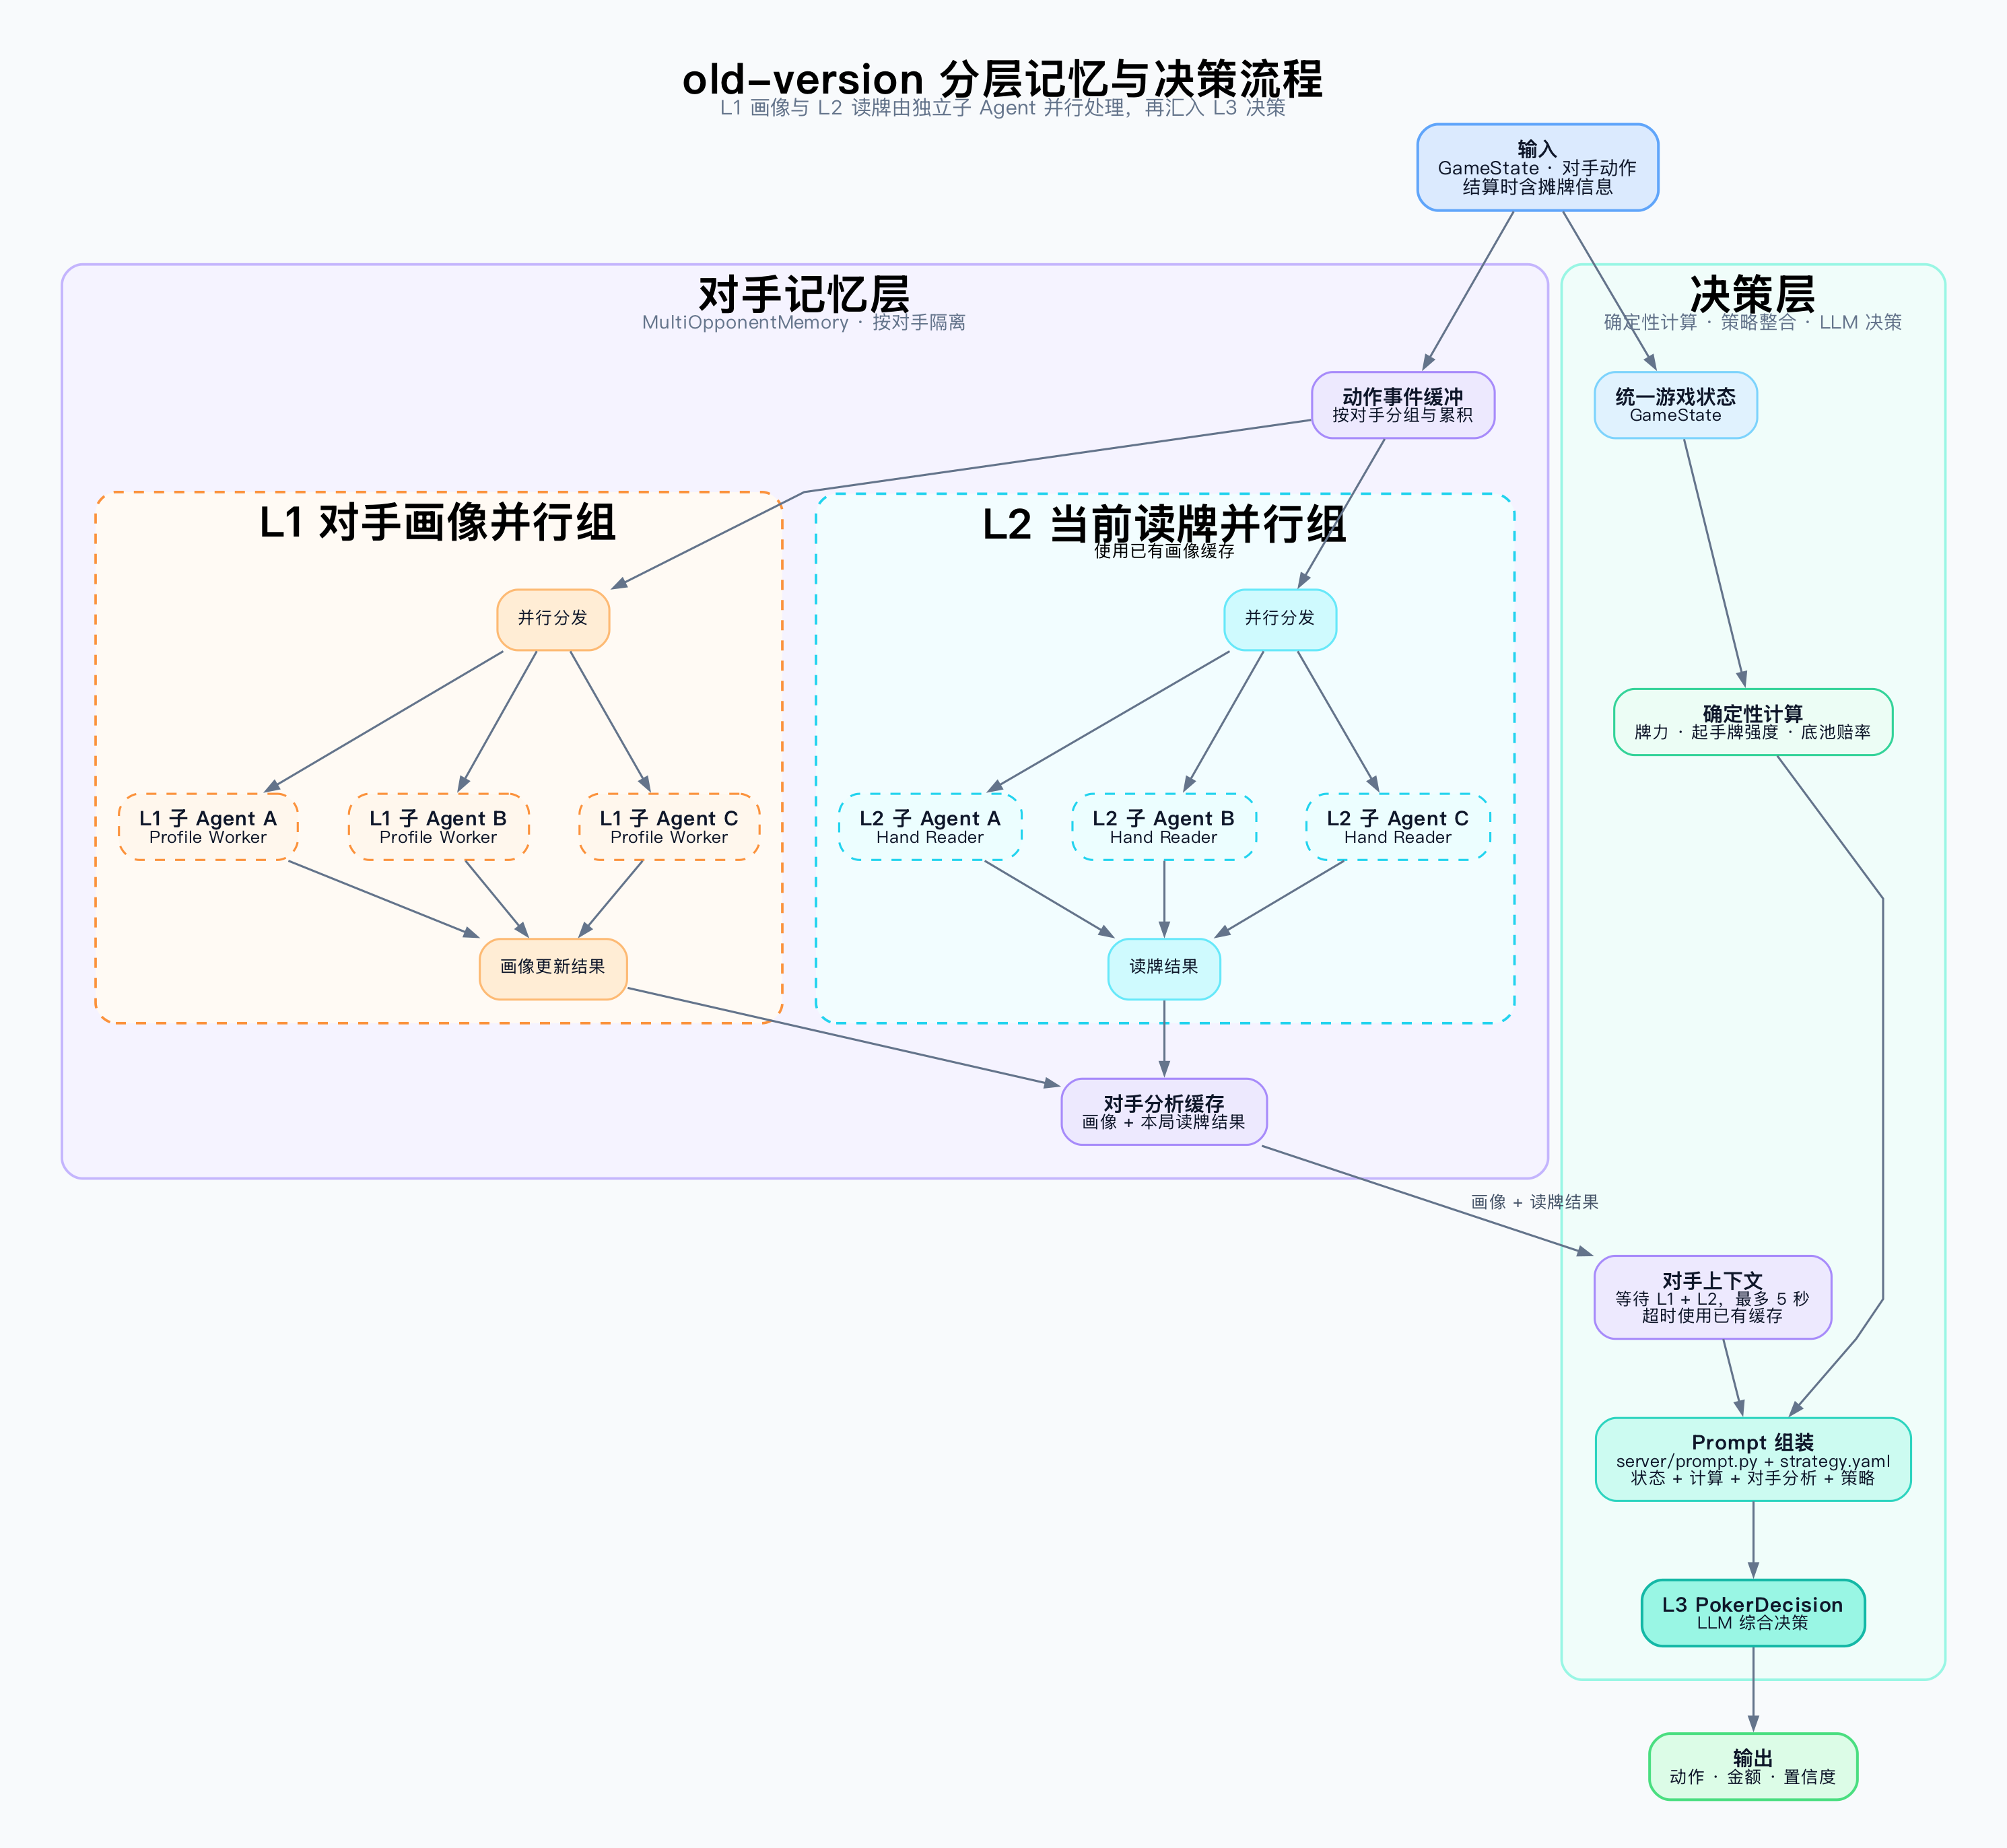 old-version 分层记忆与决策流程
L1 画像与 L2 读牌由独立子 Agent 并行处理，再汇入 L3 决策
输入
GameState · 对手动作
结算时含摊牌信息
对手记忆层
MultiOpponentMemory · 按对手隔离
决策层
确定性计算 · 策略整合 · LLM 决策
动作事件缓冲
按对手分组与累积
统一游戏状态
GameState
L1 对手画像并行组
L2 当前读牌并行组
使用已有画像缓存
并行分发
并行分发
确定性计算
牌力 · 起手牌强度 · 底池赔率
L1 子 Agent A
Profile Worker
L1 子 Agent B
Profile Worker
L1 子 Agent C
Profile Worker
L2 子 Agent A
Hand Reader
L2 子 Agent B
Hand Reader
L2 子 Agent C
Hand Reader
画像更新结果
读牌结果
对手分析缓存
画像 + 本局读牌结果
画像 + 读牌结果
对手上下文
等待 L1 + L2，最多 5 秒
超时使用已有缓存
Prompt 组装
server/prompt.py + strategy.yaml
状态 + 计算 + 对手分析 + 策略
L3 PokerDecision
LLM 综合决策
输出
动作 · 金额 · 置信度